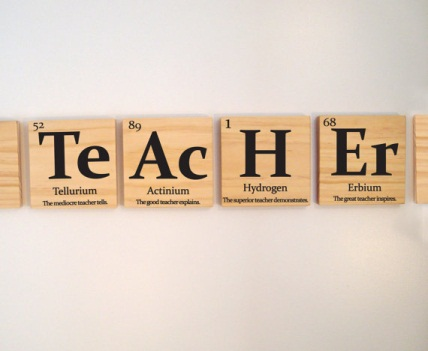 52
Te
Tellurium
The mediocre teacher tells.
89
Ac
Actinium
The good teacher explains.
1
H
Hydrogen
The superior teacher demonstrates.
68
Er
Erbium
The great teacher inspires.